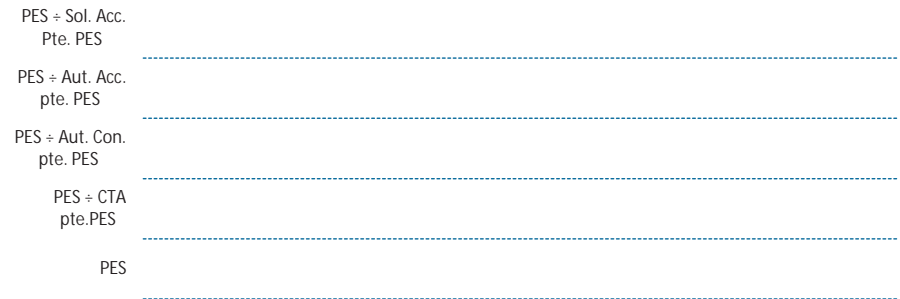 PES ÷ Sol. Acc.
Pte. PES
PES ÷ Aut. Acc.
pte. PES
PES ÷ Aut. Con.
pte. PES
PES ÷ CTA
pte.PES
PES